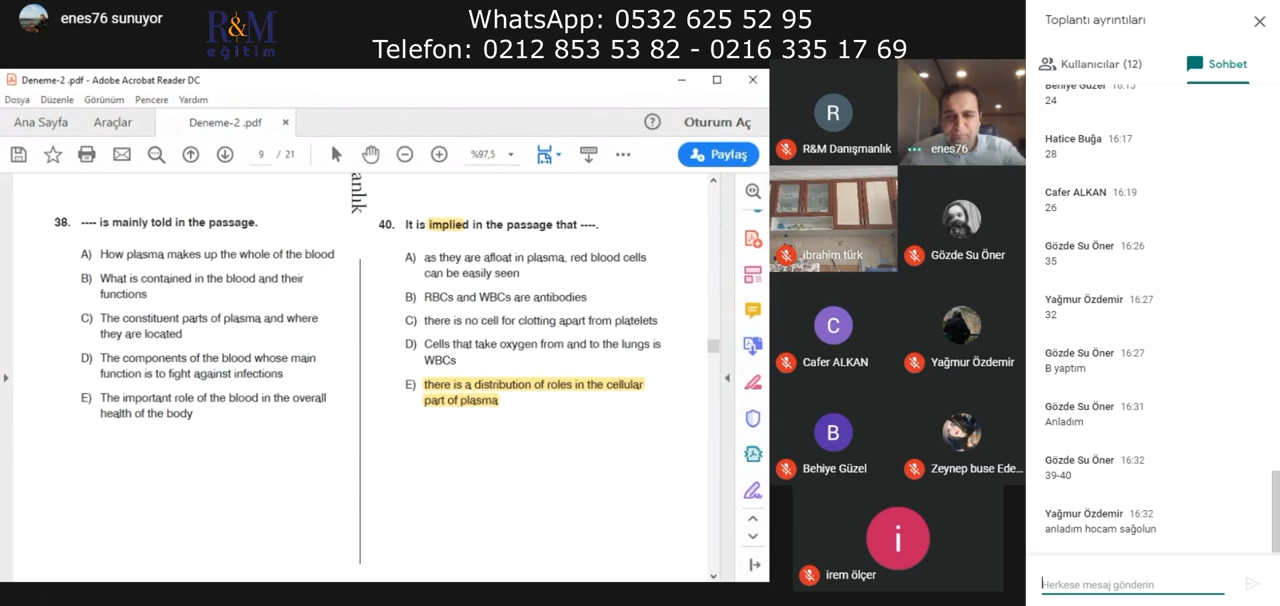 enes76 sunuyor
R&M
eğitim
WhatsApp: 0532 625 52 95
Telefon: 0212 853 53 82 - 0216 335 17 69
Deneme-2 .pdf - Adobe Acrobat Reader DC
Dosya Düzenle Görünüm Pencere Yardım
Ana Sayfa Araçlar Deneme-2 .pdf Oturum Aç
9 / 21 %97,5 Paylaş
anlık
38. ---- is mainly told in the passage.
A) How plasma makes up the whole of the blood
B) What is contained in the blood and their
functions
C) The constituent parts of plasma and where
they are located
D) The components of the blood whose main
function is to fight against infections
E) The important role of the blood in the overall
health of the body
40. It is implied in the passage that ----.
A) as they are afloat in plasma, red blood cells
can be easily seen
B) RBCs and WBCs are antibodies
C) there is no cell for clotting apart from platelets
D) Cells that take oxygen from and to the lungs is
WBCs
E) there is a distribution of roles in the cellular
part of plasma
R
R&M Danışmanlık
enes76
ibrahim türk
Gözde Su Öner
C
Cafer ALKAN
Yağmur Özdemir
B
Behiye Güzel
Zeynep buse Ede...
i
irem ölçer
Toplantı ayrıntıları
Kullanıcılar (12) Sohbet
Behiye Güzel 16:15
24
Hatice Buğa 16:17
28
Cafer ALKAN 16:19
26
Gözde Su Öner 16:26
35
Yağmur Özdemir 16:27
32
Gözde Su Öner 16:27
B yaptım
Gözde Su Öner 16:31
Anladım
Gözde Su Öner 16:32
39-40
Yağmur Özdemir 16:32
anladım hocam sağolun
Herkese mesaj gönderin